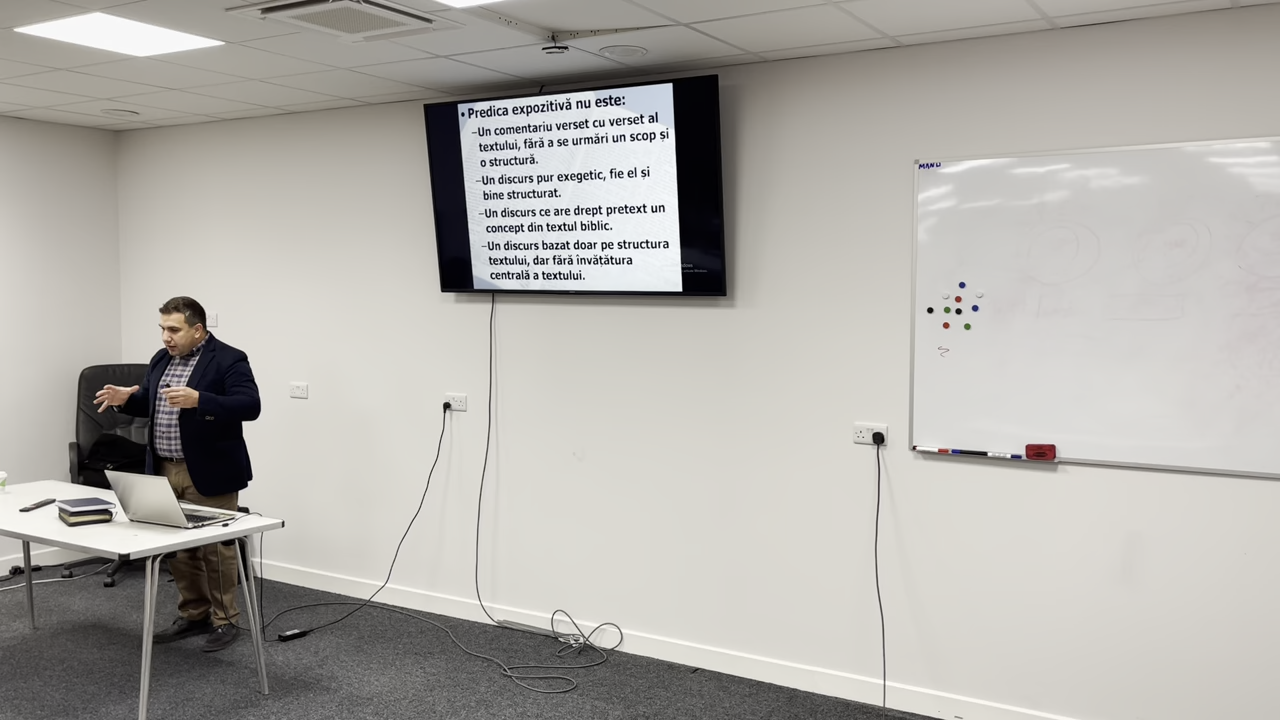 • Predica expozitivă nu este:
–Un comentariu verset cu verset al
textului, fără a se urmări un scop și
o structură.
–Un discurs pur exegetic, fie el și
bine structurat.
–Un discurs ce are drept pretext un
concept din textul biblic.
–Un discurs bazat doar pe structura
textului, dar fără învățătura
centrală a textului.